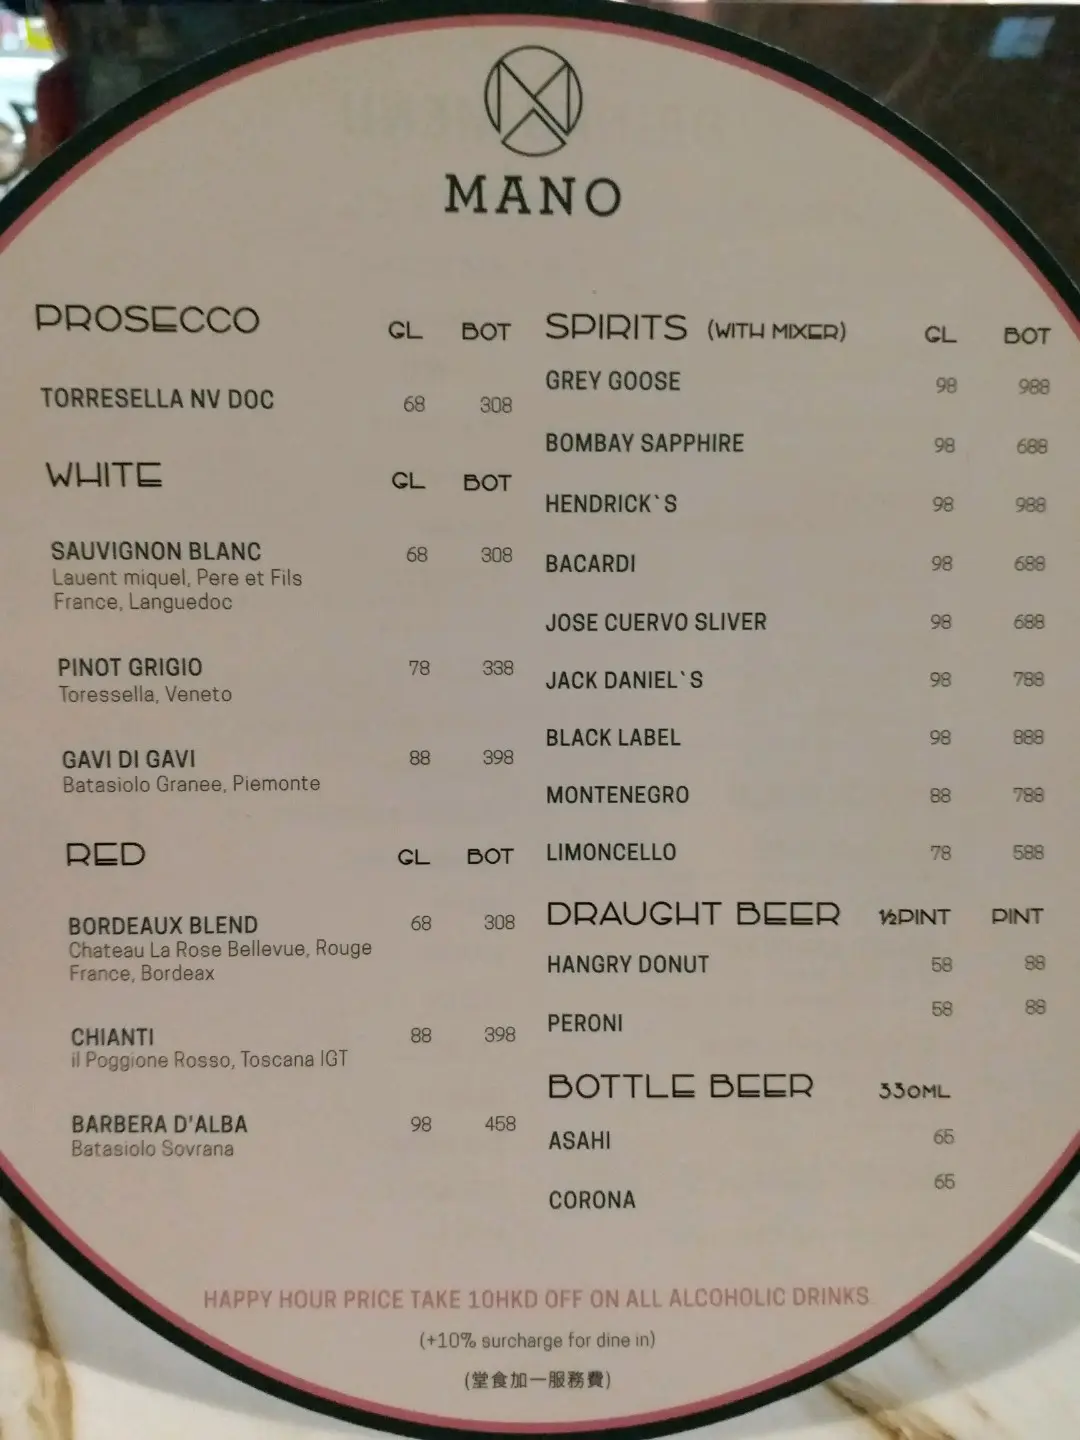 MANO
PROSECCO GL BOT
TORRESELLA NV DOC 68 308
WHITE GL BOT
SAUVIGNON BLANC 68 308
Lauent miquel, Pere et Fils
France, Languedoc
PINOT GRIGIO 78 338
Toressella, Veneto
GAVI DI GAVI 88 398
Batasiolo Granee, Piemonte
RED GL BOT
BORDEAUX BLEND 68 308
Chateau La Rose Bellevue, Rouge
France, Bordeax
CHIANTI 88 398
il Poggione Rosso, Toscana IGT
BARBERA D'ALBA 98 458
Batasiolo Sovrana
SPIRITS (WITH MIXER) GL BOT
GREY GOOSE 98 988
BOMBAY SAPPHIRE 98 688
HENDRICK`S 98 988
BACARDI 98 688
JOSE CUERVO SLIVER 98 688
JACK DANIEL`S 98 788
BLACK LABEL 98 888
MONTENEGRO 88 788
LIMONCELLO 78 588
DRAUGHT BEER ½PINT PINT
HANGRY DONUT 58 88
PERONI 58 88
BOTTLE BEER 330ML
ASAHI 65
CORONA 65
HAPPY HOUR PRICE TAKE 10HKD OFF ON ALL ALCOHOLIC DRINKS.
(+10% surcharge for dine in)
(堂食加一服務費)